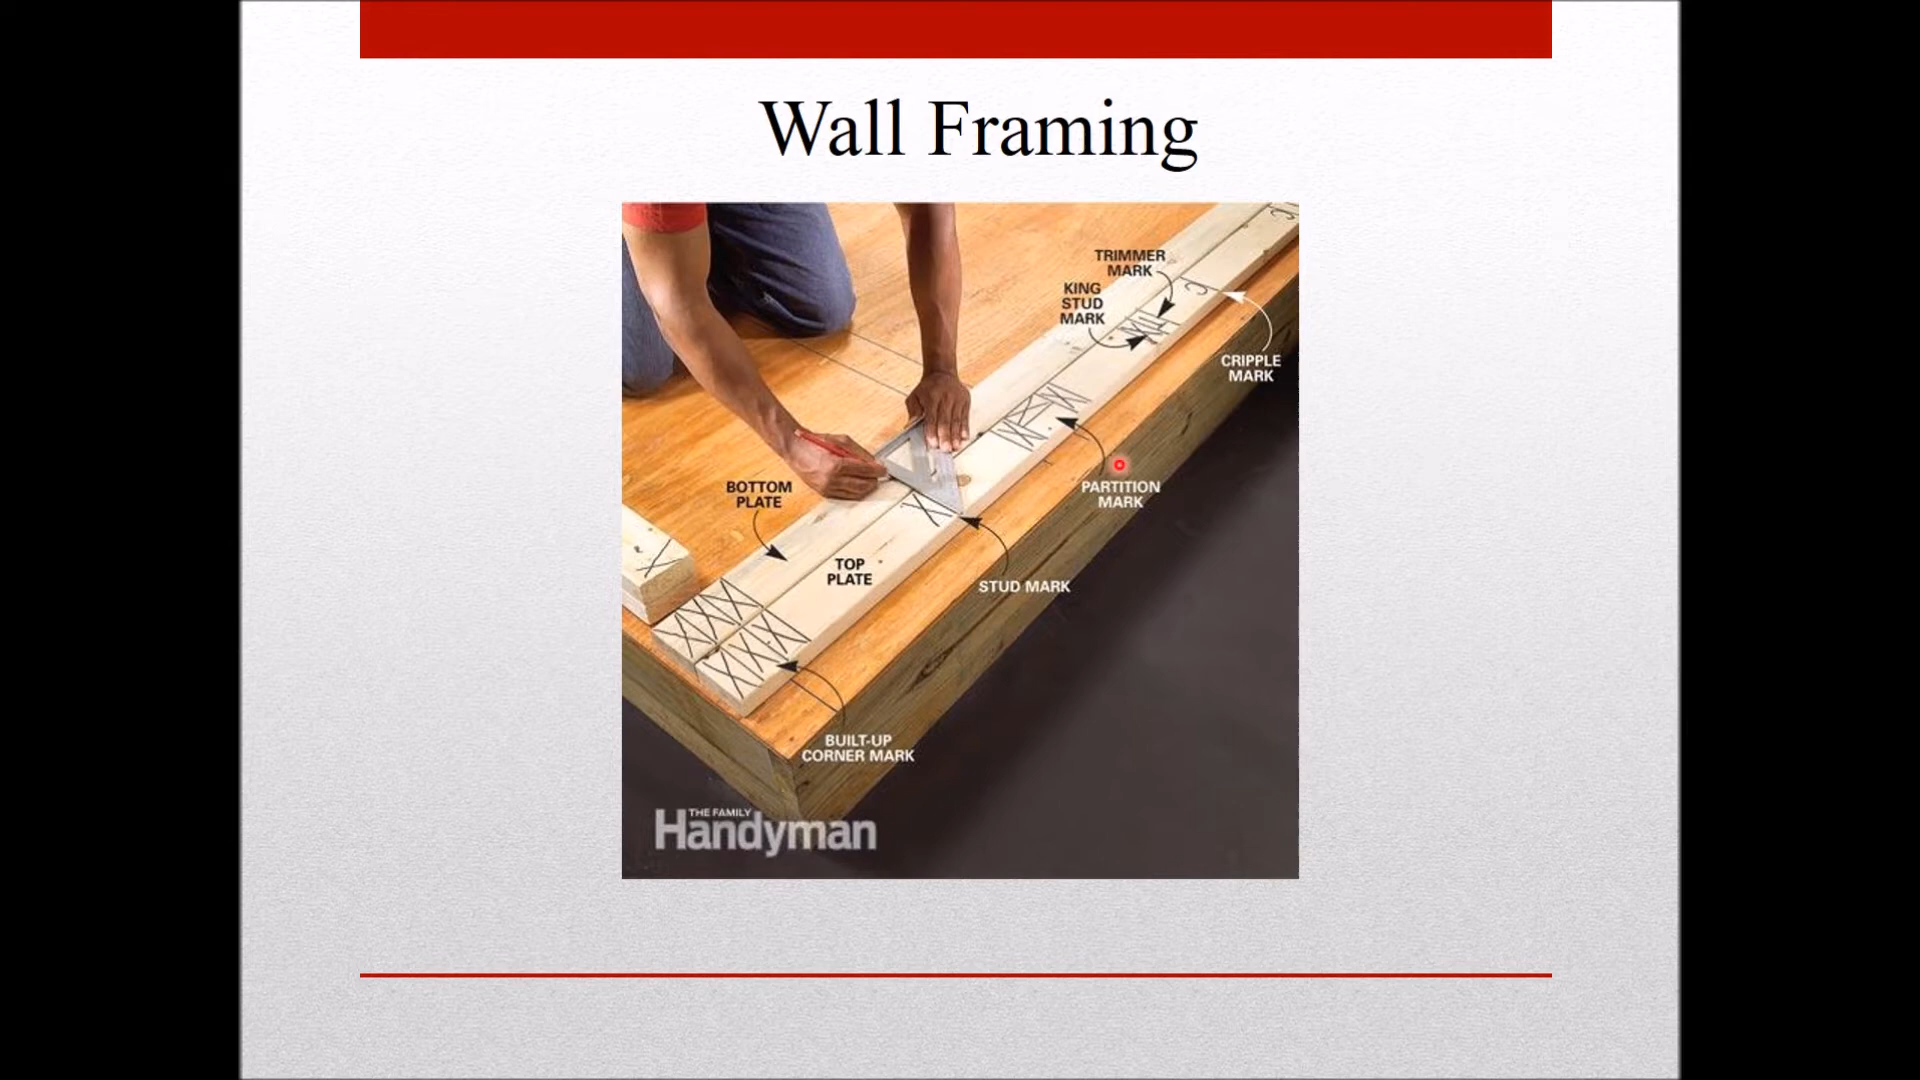 Wall Framing
TRIMMER
MARK
KING
STUD
MARK
C
C
CRIPPLE
MARK
BOTTOM
PLATE
PARTITION
MARK
X
TOP
PLATE
STUD MARK
X
BUILT-UP
CORNER MARK
THE FAMILY
Handyman